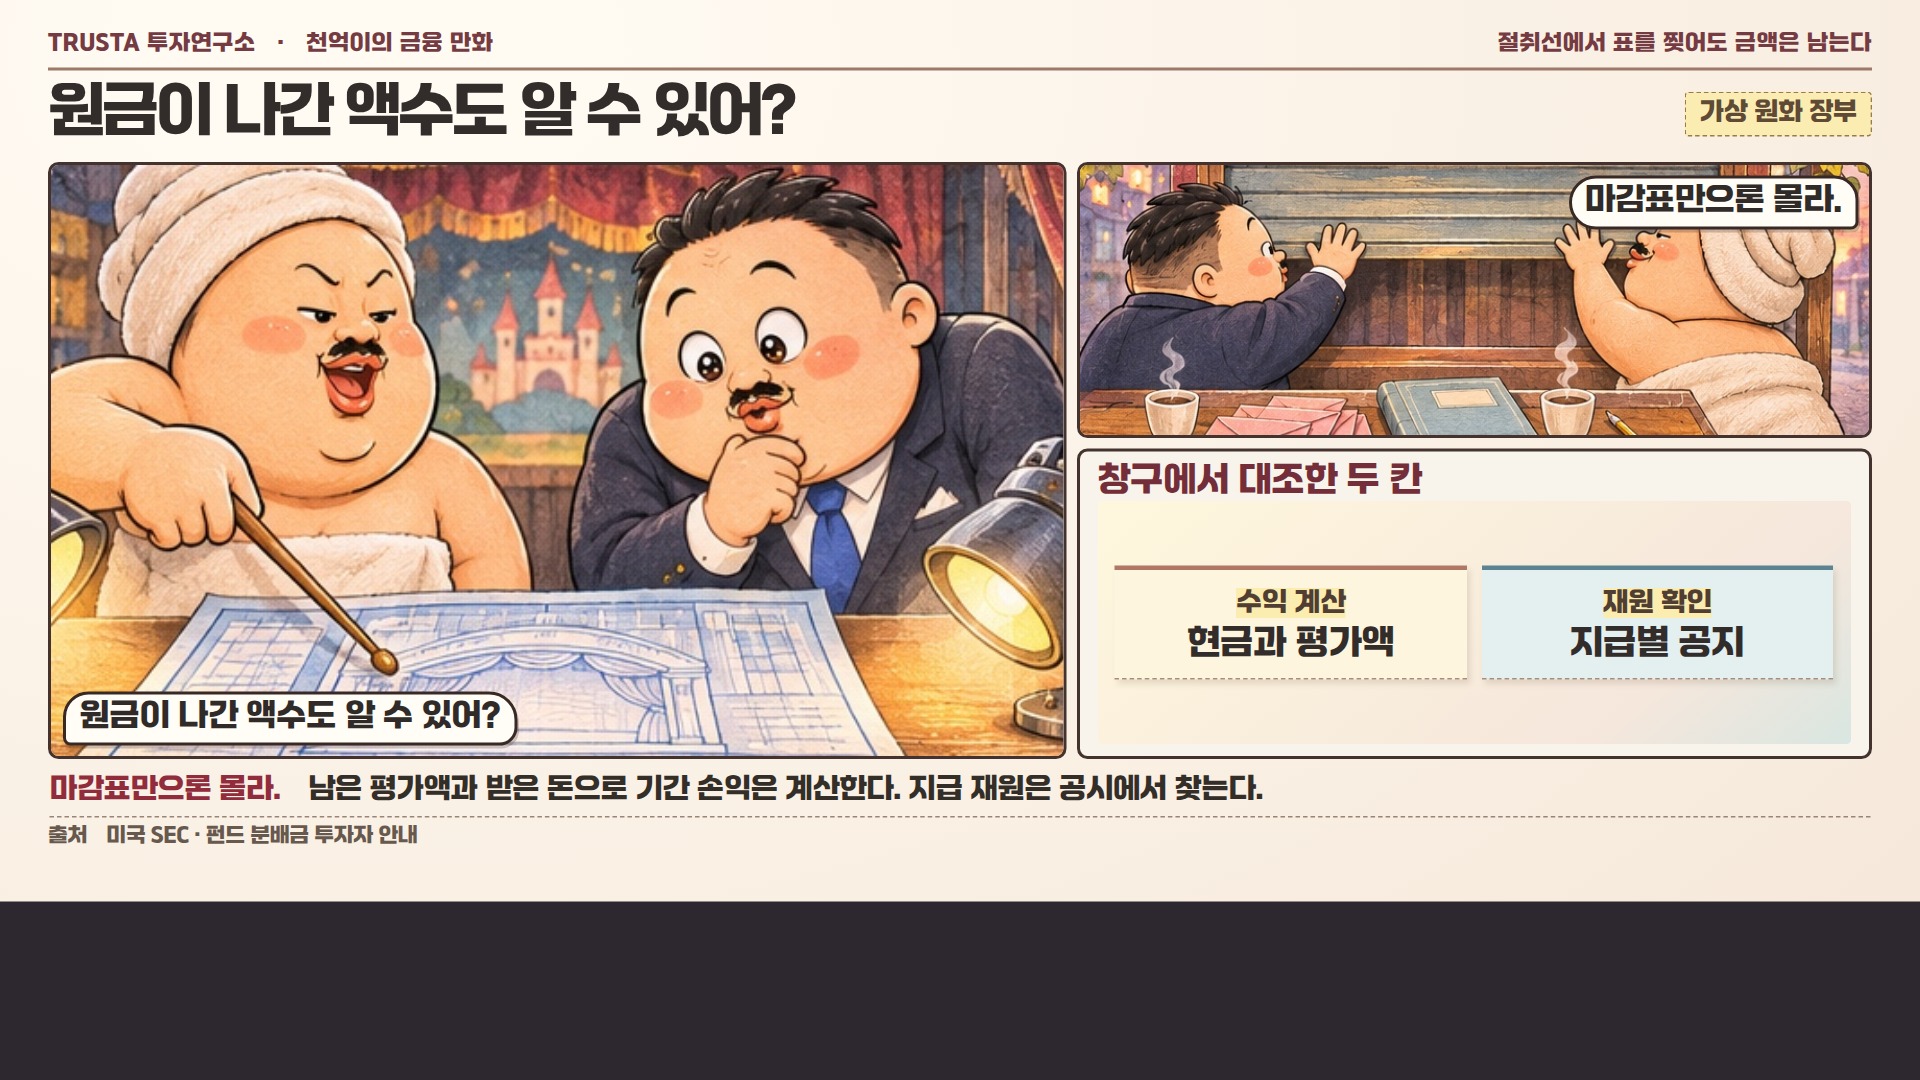 TRUSTA 투자연구소 · 천억이의 금융 만화
절취선에서 표를 찢어도 금액은 남는다
원금이 나간 액수도 알 수 있어?
가상 원화 장부
마감표만으론 몰라.
원금이 나간 액수도 알 수 있어?
창구에서 대조한 두 칸
수익 계산
현금과 평가액
재원 확인
지급별 공지
마감표만으론 몰라. 남은 평가액과 받은 돈으로 기간 손익은 계산한다. 지급 재원은 공시에서 찾는다.
출처 미국 SEC · 펀드 분배금 투자자 안내